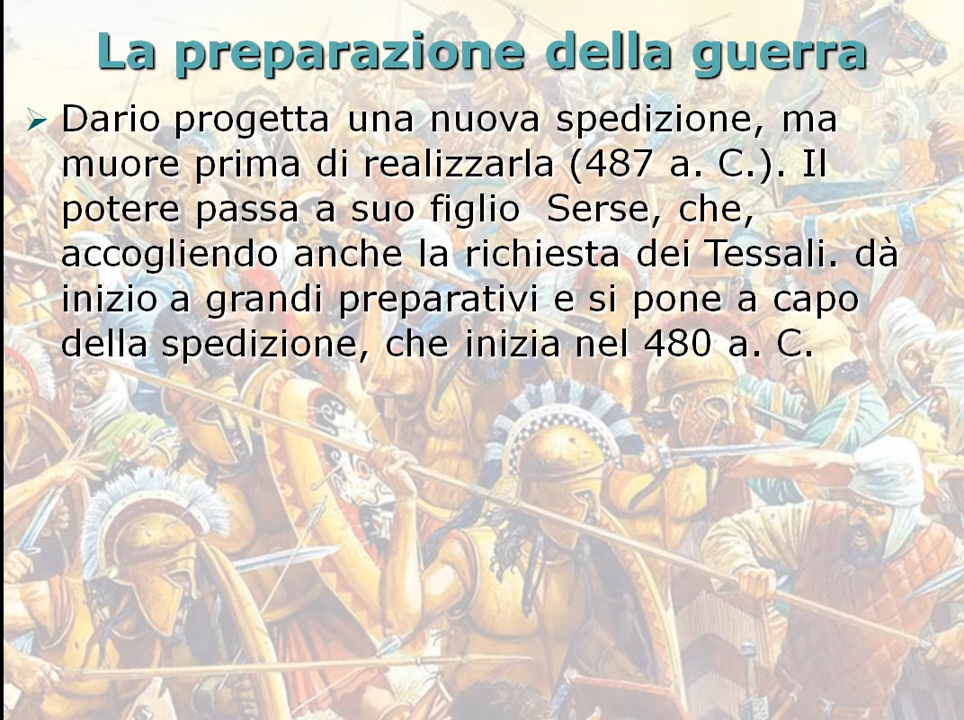 La preparazione della guerra
Dario progetta una nuova spedizione, ma
muore prima di realizzarla (487 a. C.). Il
potere passa a suo figlio  Serse, che,
accogliendo anche la richiesta dei Tessali. dà
inizio a grandi preparativi e si pone a capo
della spedizione, che inizia nel 480 a. C.